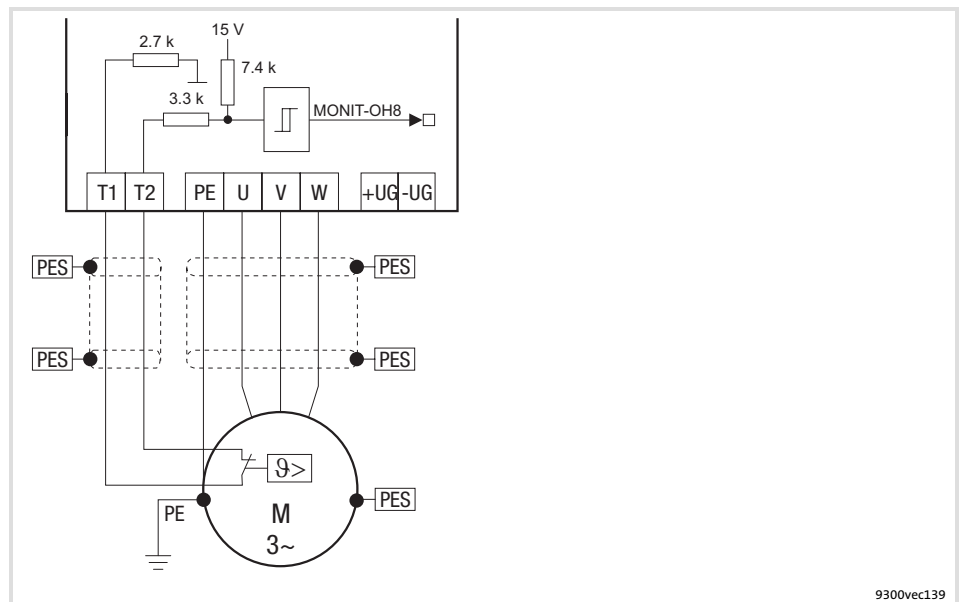 15 V
2.7 k
7.4 k
3.3 k
MONIT-OH8
T1 T2 PE U V W +UG -UG
PES PES
PES PES
ϑ>
PES
PE
M
3~
9300vec139